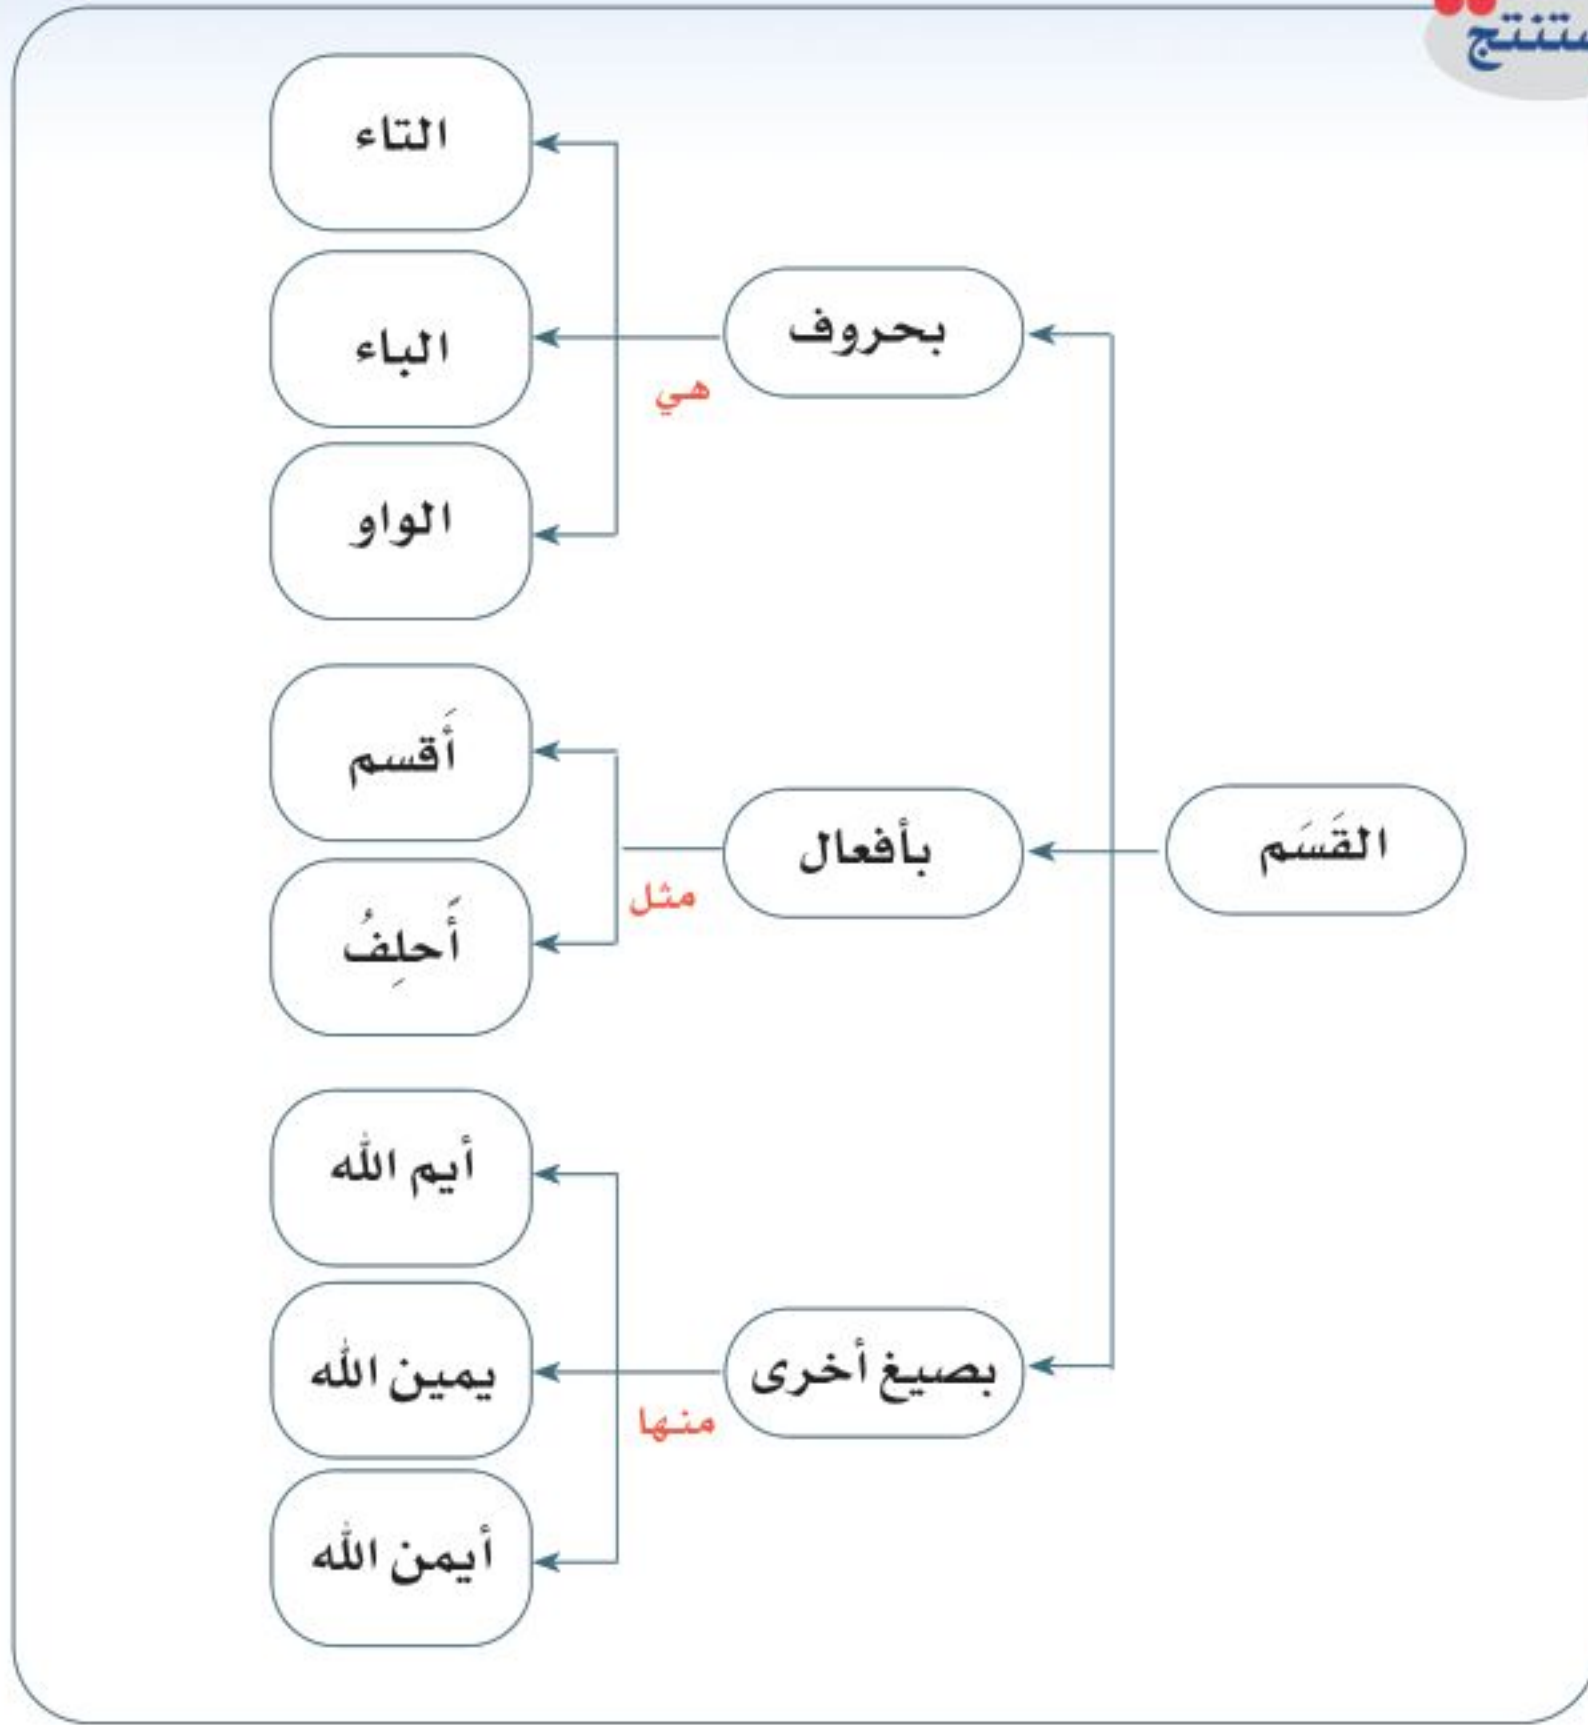 القَسَم
بحروف
هي
التاء
الباء
الواو
بأفعال
مثل
أَقسم
أَحلِفُ
بصيغ أخرى
منها
أيم الله
يمين الله
أيمن الله